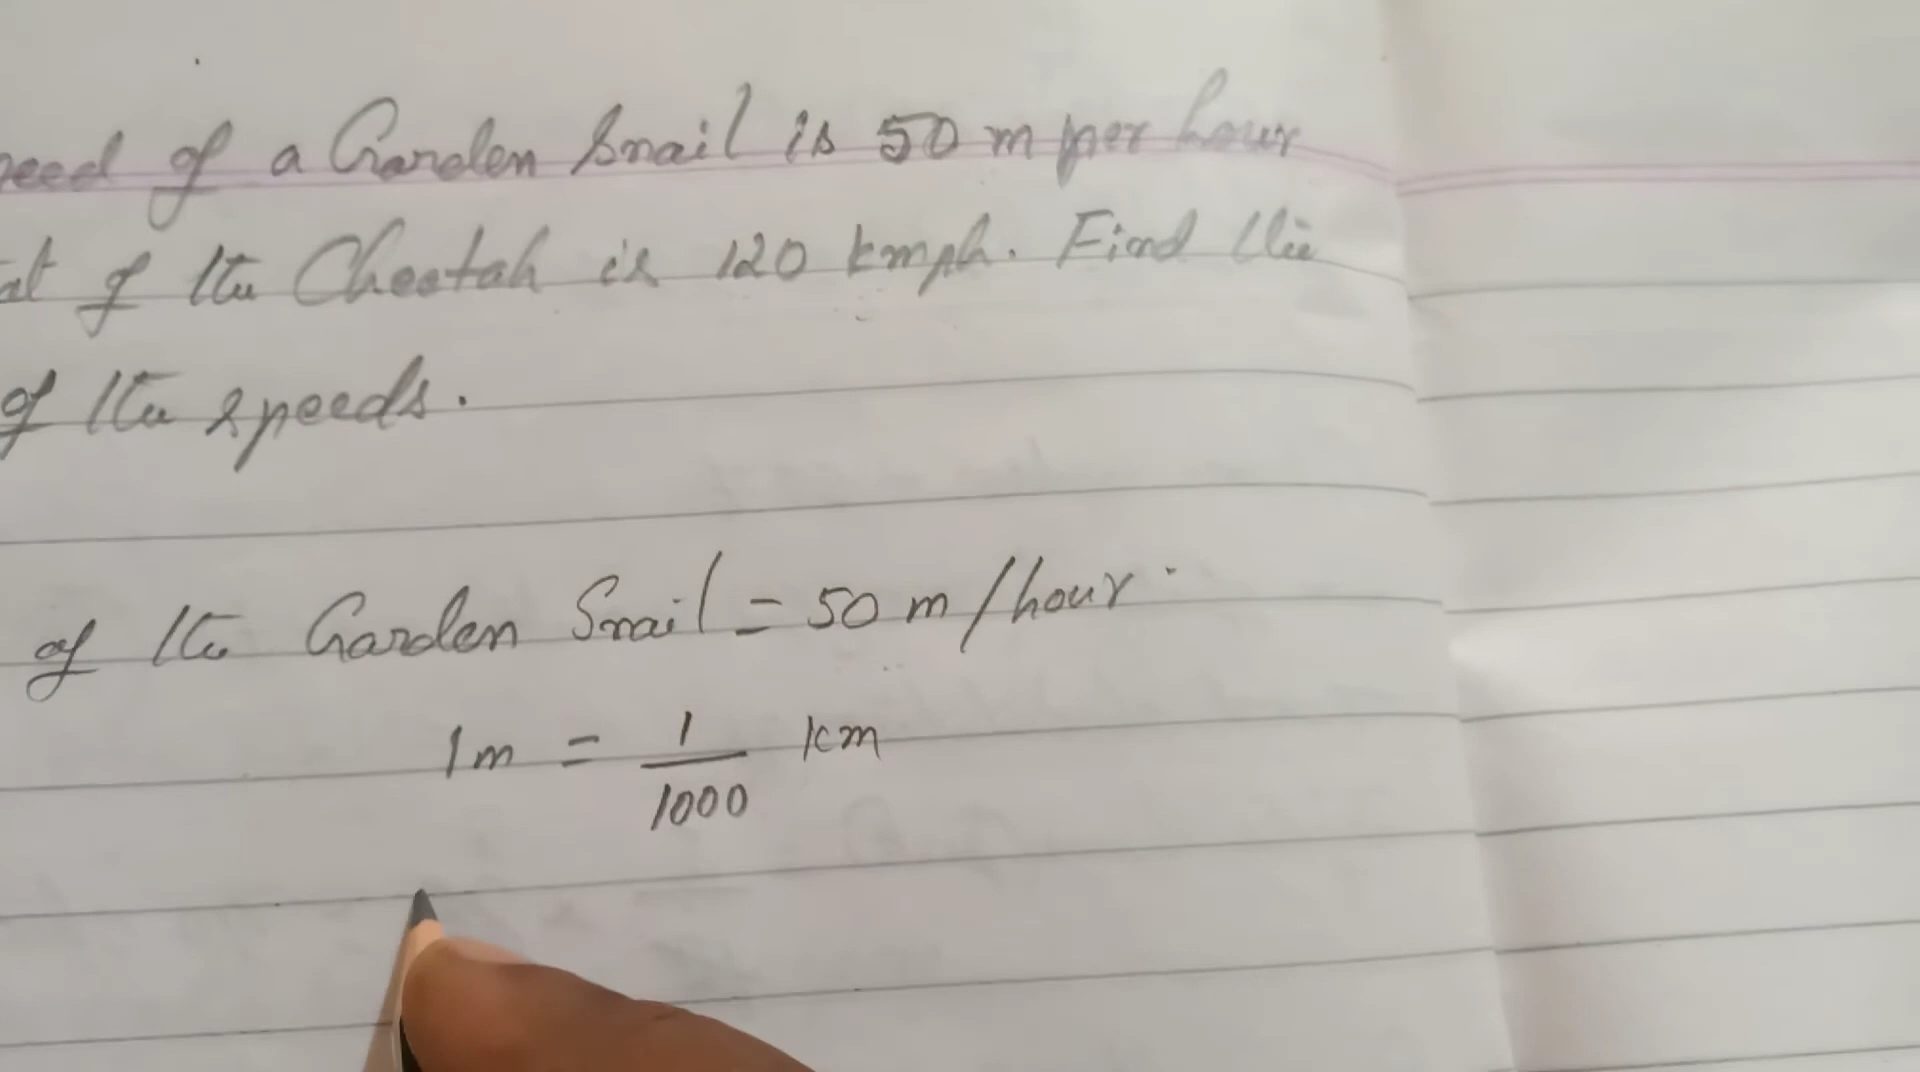 of a Garden Snail is 50 m per hour
of the Cheetah is 120 kmph. Find the
of the speeds.
of the Garden Snail = 50 m/hour.
1m = 1/1000 km